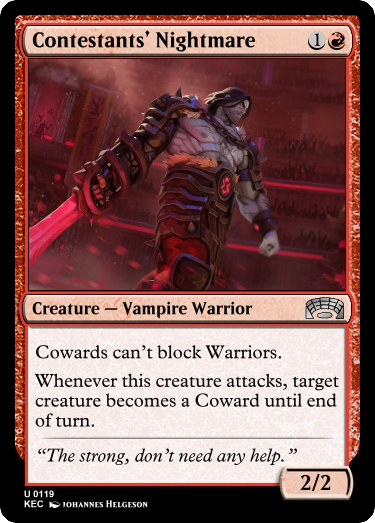 Contestants' Nightmare 1
Creature — Vampire Warrior
Cowards can't block Warriors.
Whenever this creature attacks, target
creature becomes a Coward until end
of turn.
“The strong, don't need any help.”
2/2
U 0119
KEC Johannes Helgeson